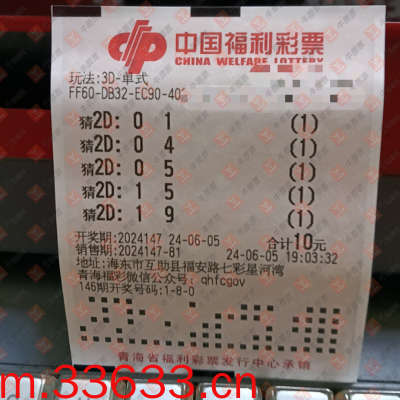 中国福利彩票
CHINA WELFARE LOTTERY
玩法:3D-单式
FF60-DB32-EC90-40
猜2D: 0 1 (1)
猜2D: 0 4 (1)
猜2D: 0 5 (1)
猜2D: 1 5 (1)
猜2D: 1 9 (1)
开奖期:2024147 24-06-05 合计10元
销售期:2024147-81 24-06-05 19:03:32
地址:海东市互助县福安路七彩星河湾
青海福彩微信公众号: qhfcgov
146期开奖号码:1-8-0
青海省福利彩票发行中心承销
m.33633.cn